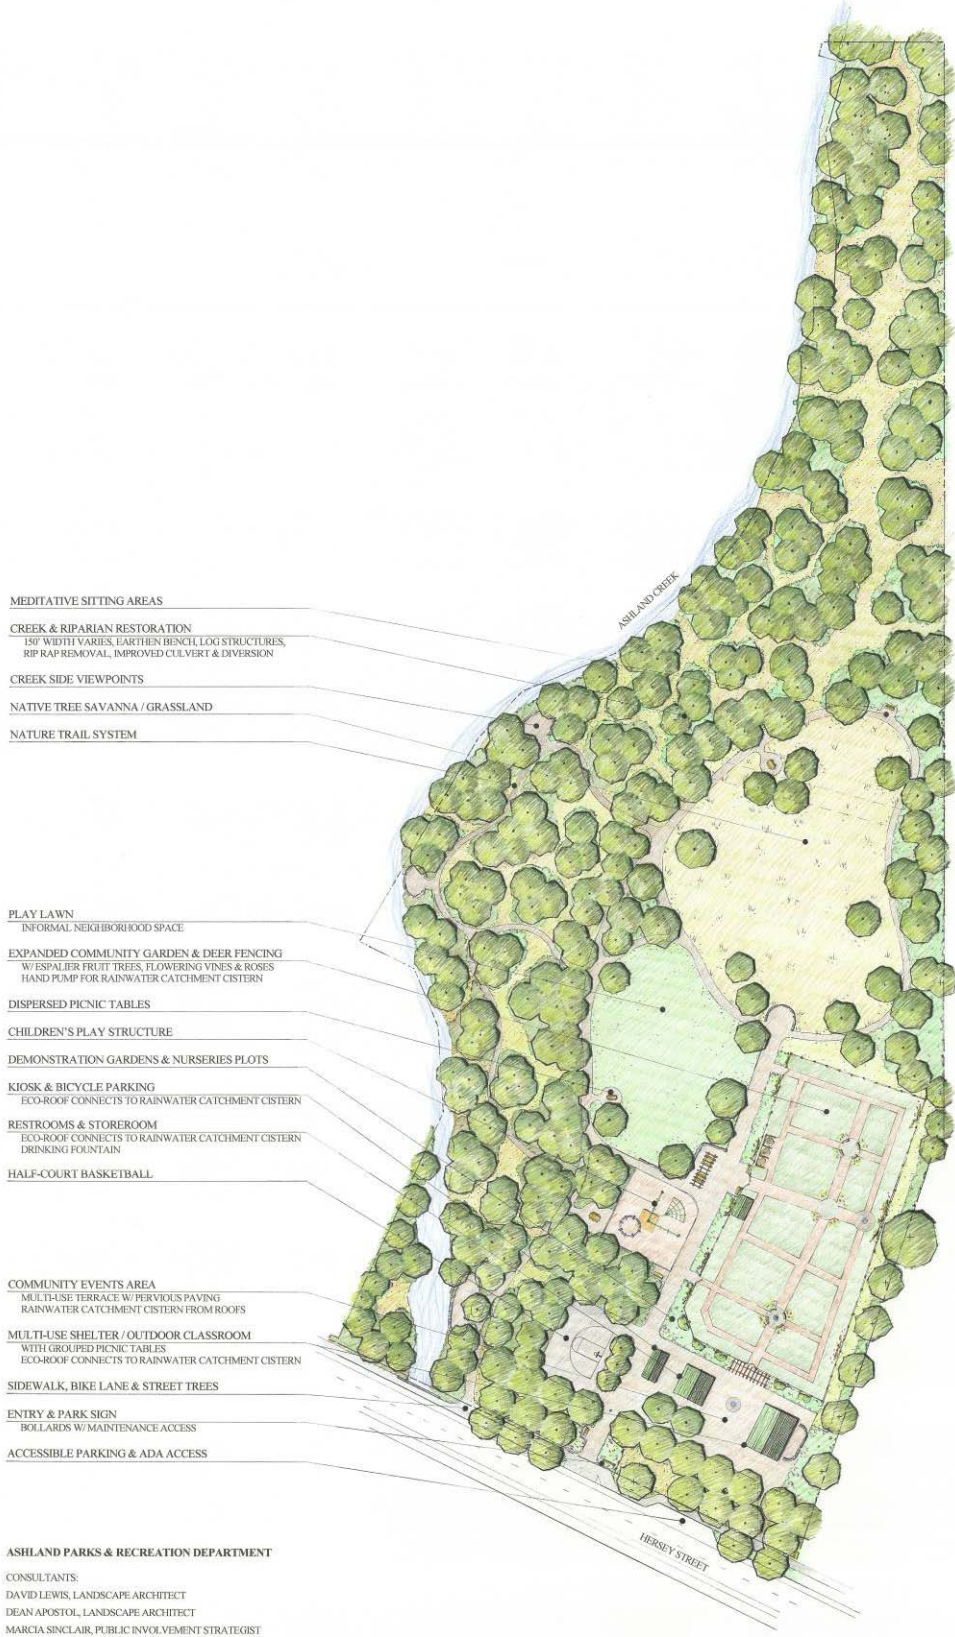 ASHLAND CREEK
MEDITATIVE SITTING AREAS
CREEK & RIPARIAN RESTORATION
150' WIDTH VARIES, EARTHEN BENCH, LOG STRUCTURES,
RIP RAP REMOVAL, IMPROVED CULVERT & DIVERSION
CREEK SIDE VIEWPOINTS
NATIVE TREE SAVANNA / GRASSLAND
NATURE TRAIL SYSTEM
PLAY LAWN
INFORMAL NEIGHBORHOOD SPACE
EXPANDED COMMUNITY GARDEN & DEER FENCING
W/ ESPALIER FRUIT TREES, FLOWERING VINES & ROSES
HAND PUMP FOR RAINWATER CATCHMENT CISTERN
DISPERSED PICNIC TABLES
CHILDREN'S PLAY STRUCTURE
DEMONSTRATION GARDENS & NURSERIES PLOTS
KIOSK & BICYCLE PARKING
ECO-ROOF CONNECTS TO RAINWATER CATCHMENT CISTERN
RESTROOMS & STOREROOM
ECO-ROOF CONNECTS TO RAINWATER CATCHMENT CISTERN
DRINKING FOUNTAIN
HALF-COURT BASKETBALL
COMMUNITY EVENTS AREA
MULTI-USE TERRACE W/ PERVIOUS PAVING
RAINWATER CATCHMENT CISTERN FROM ROOFS
MULTI-USE SHELTER / OUTDOOR CLASSROOM
WITH GROUPED PICNIC TABLES
ECO-ROOF CONNECTS TO RAINWATER CATCHMENT CISTERN
SIDEWALK, BIKE LANE & STREET TREES
ENTRY & PARK SIGN
BOLLARDS W/ MAINTENANCE ACCESS
ACCESSIBLE PARKING & ADA ACCESS
HERSEY STREET
ASHLAND PARKS & RECREATION DEPARTMENT
CONSULTANTS:
DAVID LEWIS, LANDSCAPE ARCHITECT
DEAN APOSTOL, LANDSCAPE ARCHITECT
MARCIA SINCLAIR, PUBLIC INVOLVEMENT STRATEGIST